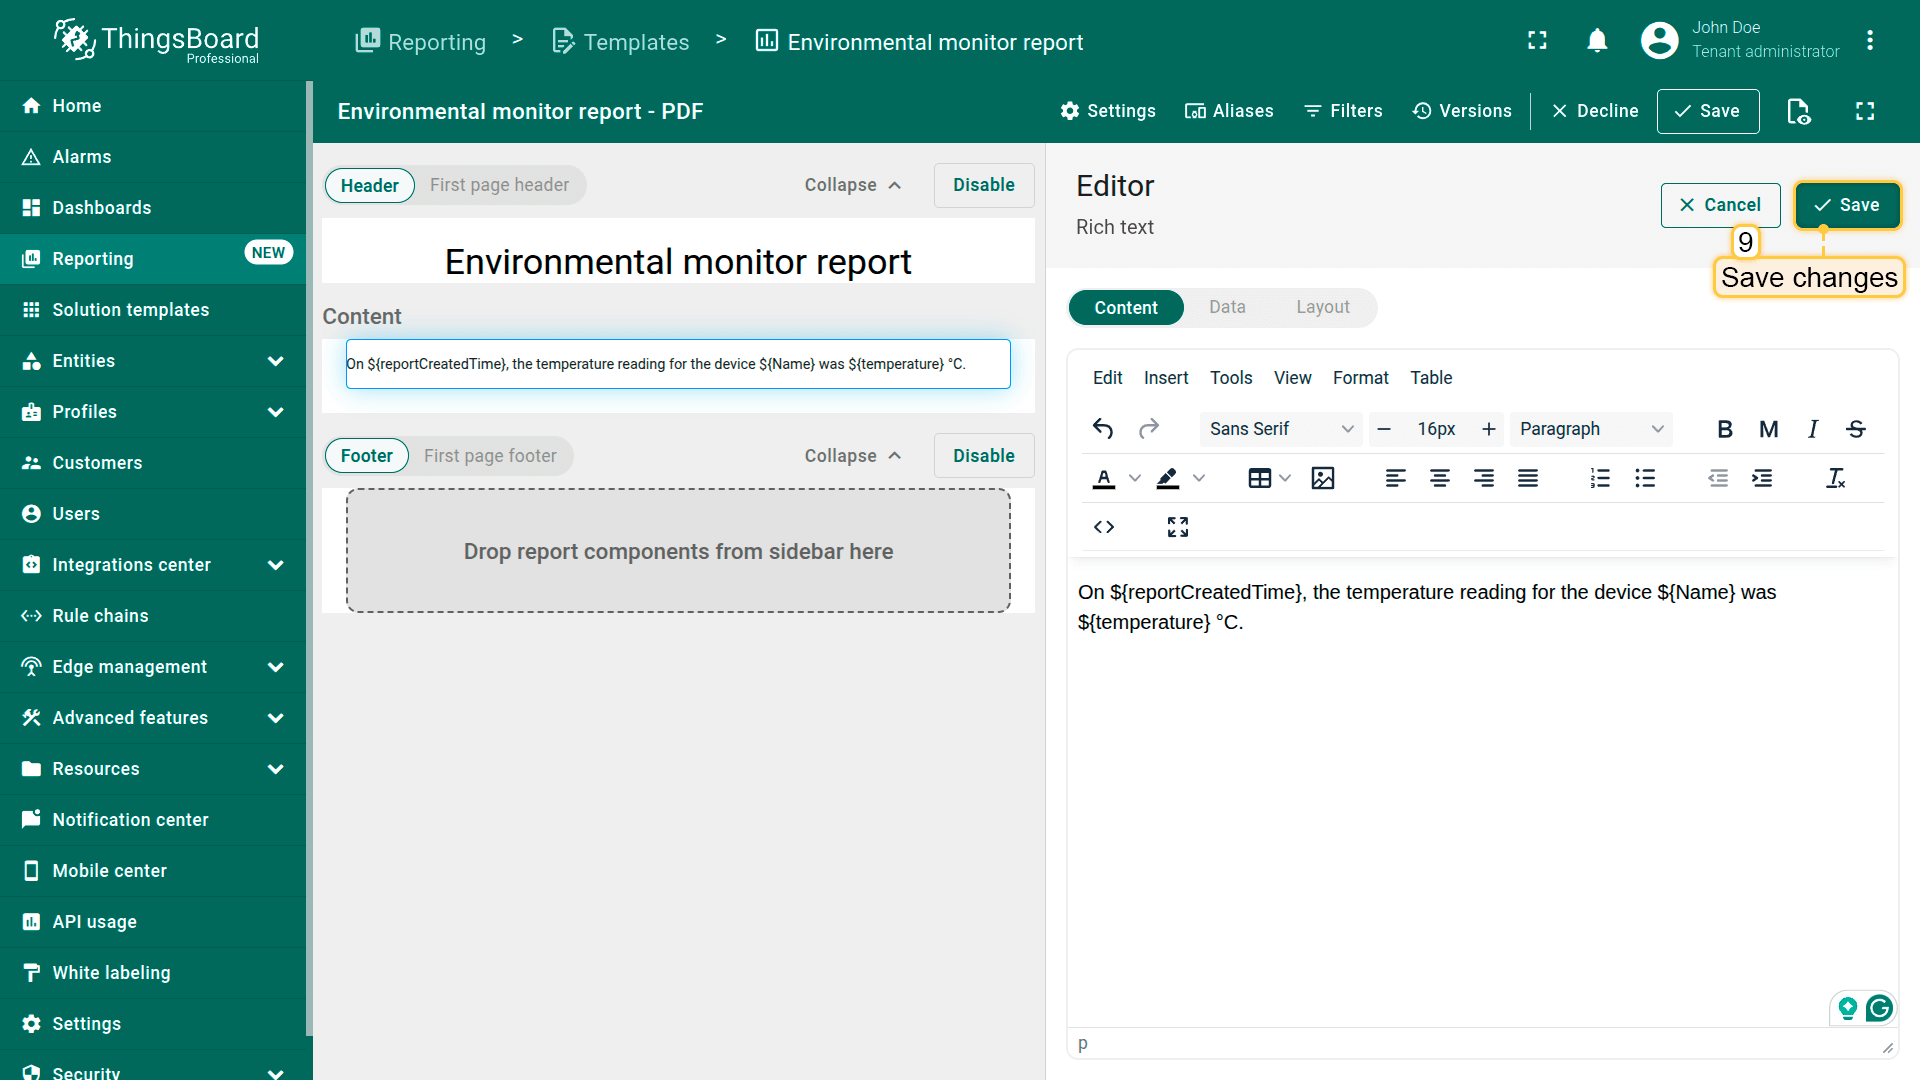 ThingsBoard
Professional
Reporting > Templates > Environmental monitor report
John Doe
Tenant administrator
Home
Alarms
Dashboards
Reporting NEW
Solution templates
Entities
Profiles
Customers
Users
Integrations center
Rule chains
Edge management
Advanced features
Resources
Notification center
Mobile center
API usage
White labeling
Settings
Security
Environmental monitor report - PDF
Settings Aliases Filters Versions Decline Save
Header First page header Collapse Disable
Environmental monitor report
Content
On ${reportCreatedTime}, the temperature reading for the device ${Name} was ${temperature} °C.
Footer First page footer Collapse Disable
Drop report components from sidebar here
Editor
Rich text
Cancel Save
9
Save changes
Content Data Layout
Edit Insert Tools View Format Table
Sans Serif 16px Paragraph B M I S
A
On ${reportCreatedTime}, the temperature reading for the device ${Name} was
${temperature} °C.
p